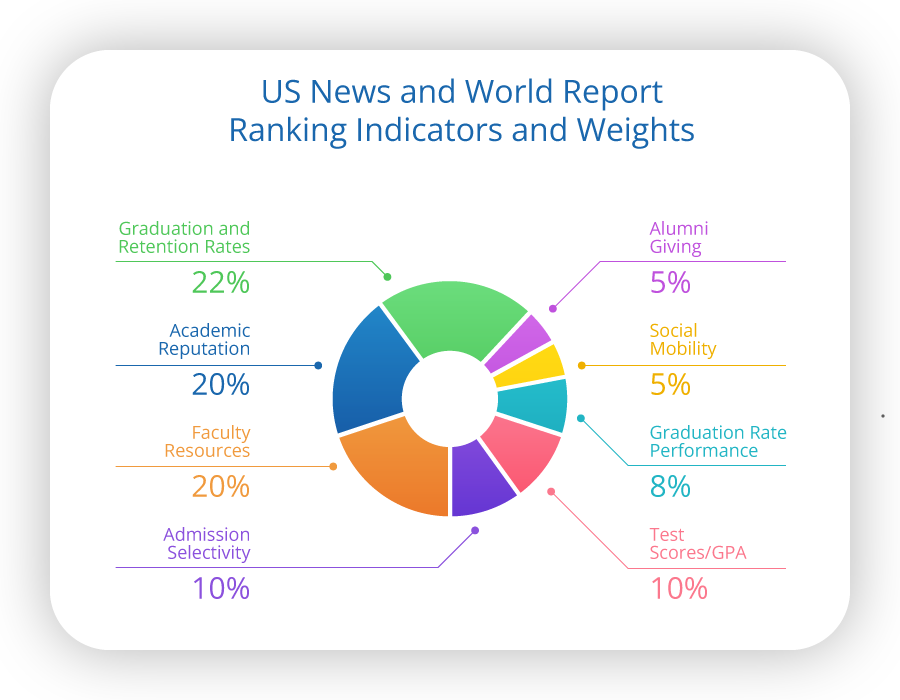 US News and World Report
Ranking Indicators and Weights
Graduation and
Retention Rates
22%
Academic
Reputation
20%
Faculty
Resources
20%
Admission
Selectivity
10%
Alumni
Giving
5%
Social
Mobility
5%
Graduation Rate
Performance
8%
Test
Scores/GPA
10%